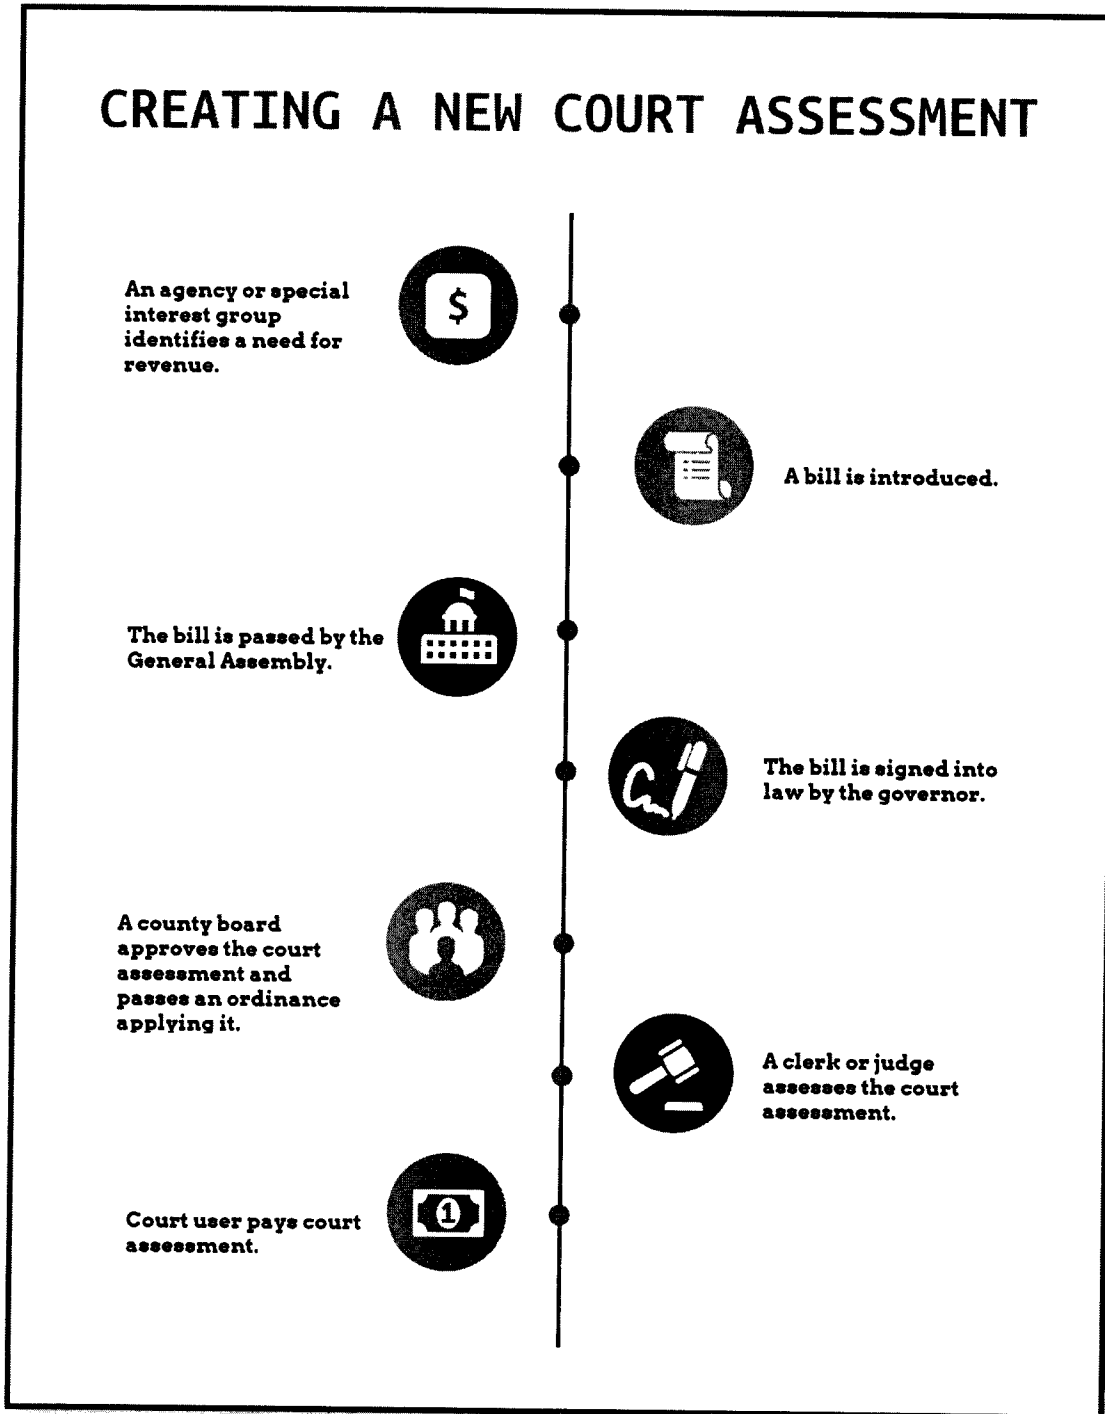 CREATING A NEW COURT ASSESSMENT
$
An agency or special
interest group
identifies a need for
revenue.
A bill is introduced.
The bill is passed by the
General Assembly.
The bill is signed into
law by the governor.
A county board
approves the court
assessment and
passes an ordinance
applying it.
A clerk or judge
assesses the court
assessment.
1
Court user pays court
assessment.